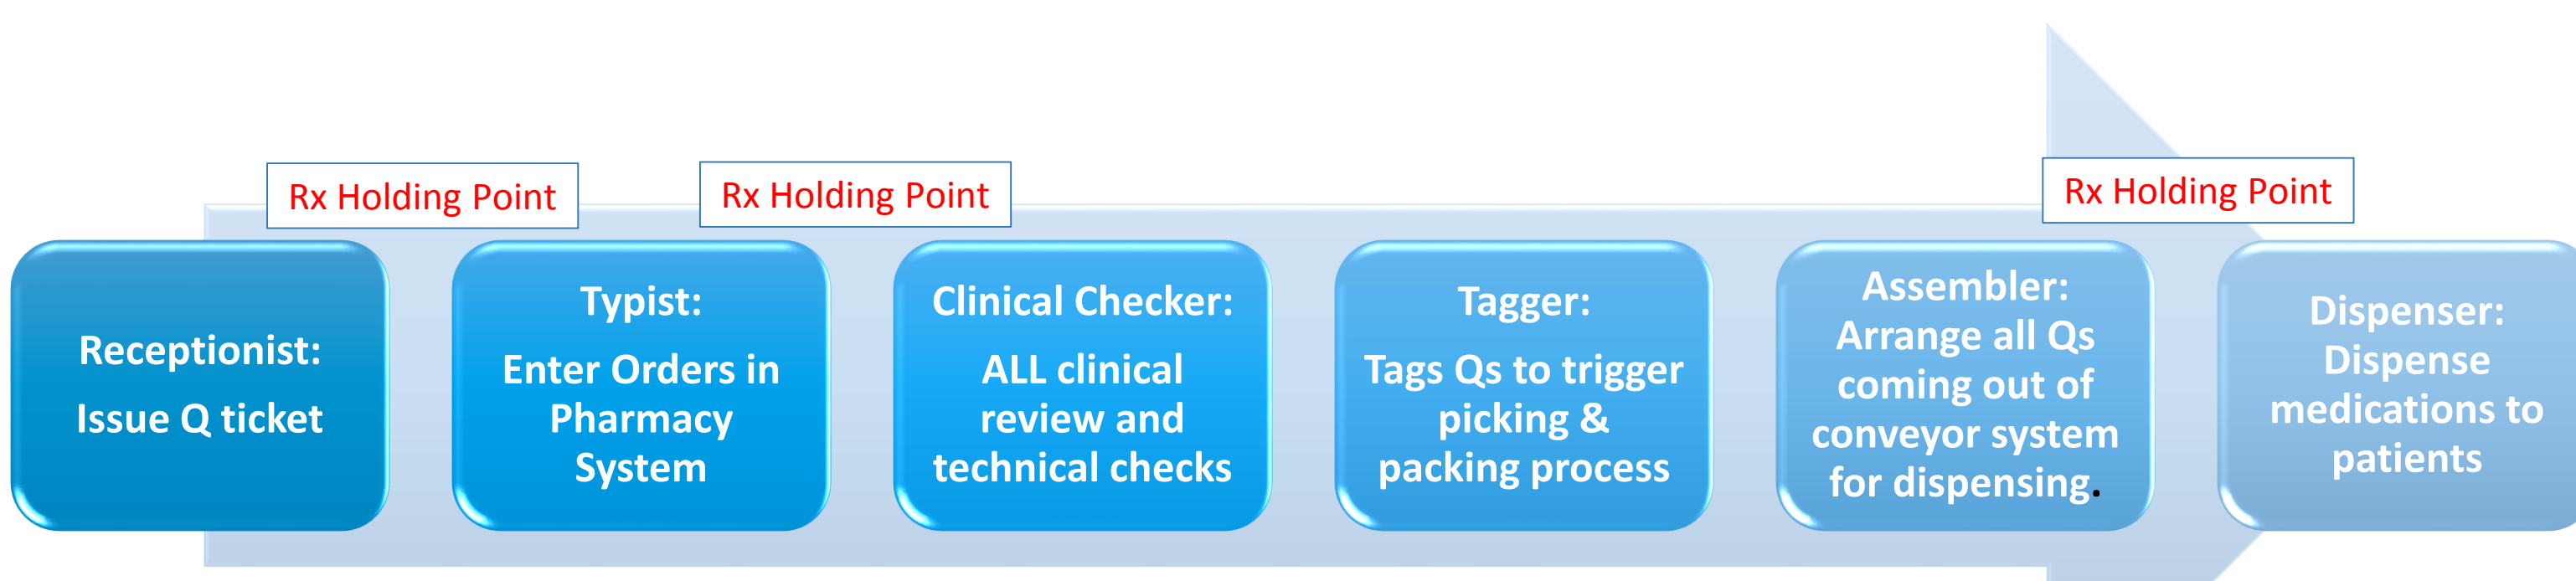 Rx Holding Point
Rx Holding Point
Rx Holding Point
Receptionist:
Issue Q ticket
Typist:
Enter Orders in
Pharmacy
System
Clinical Checker:
ALL clinical
review and
technical checks
Tagger:
Tags Qs to trigger
picking &
packing process
Assembler:
Arrange all Qs
coming out of
conveyor system
for dispensing.
Dispenser:
Dispense
medications to
patients